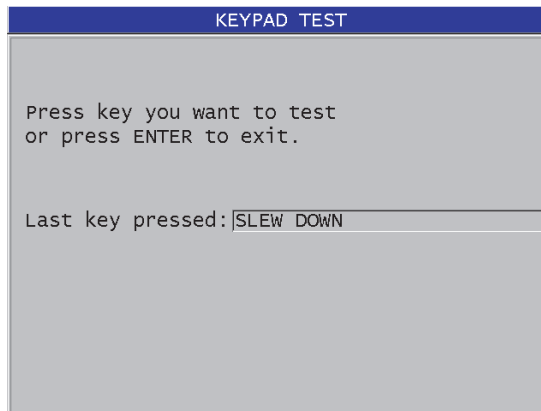 KEYPAD TEST
Press key you want to test
or press ENTER to exit.
Last key pressed: SLEW DOWN